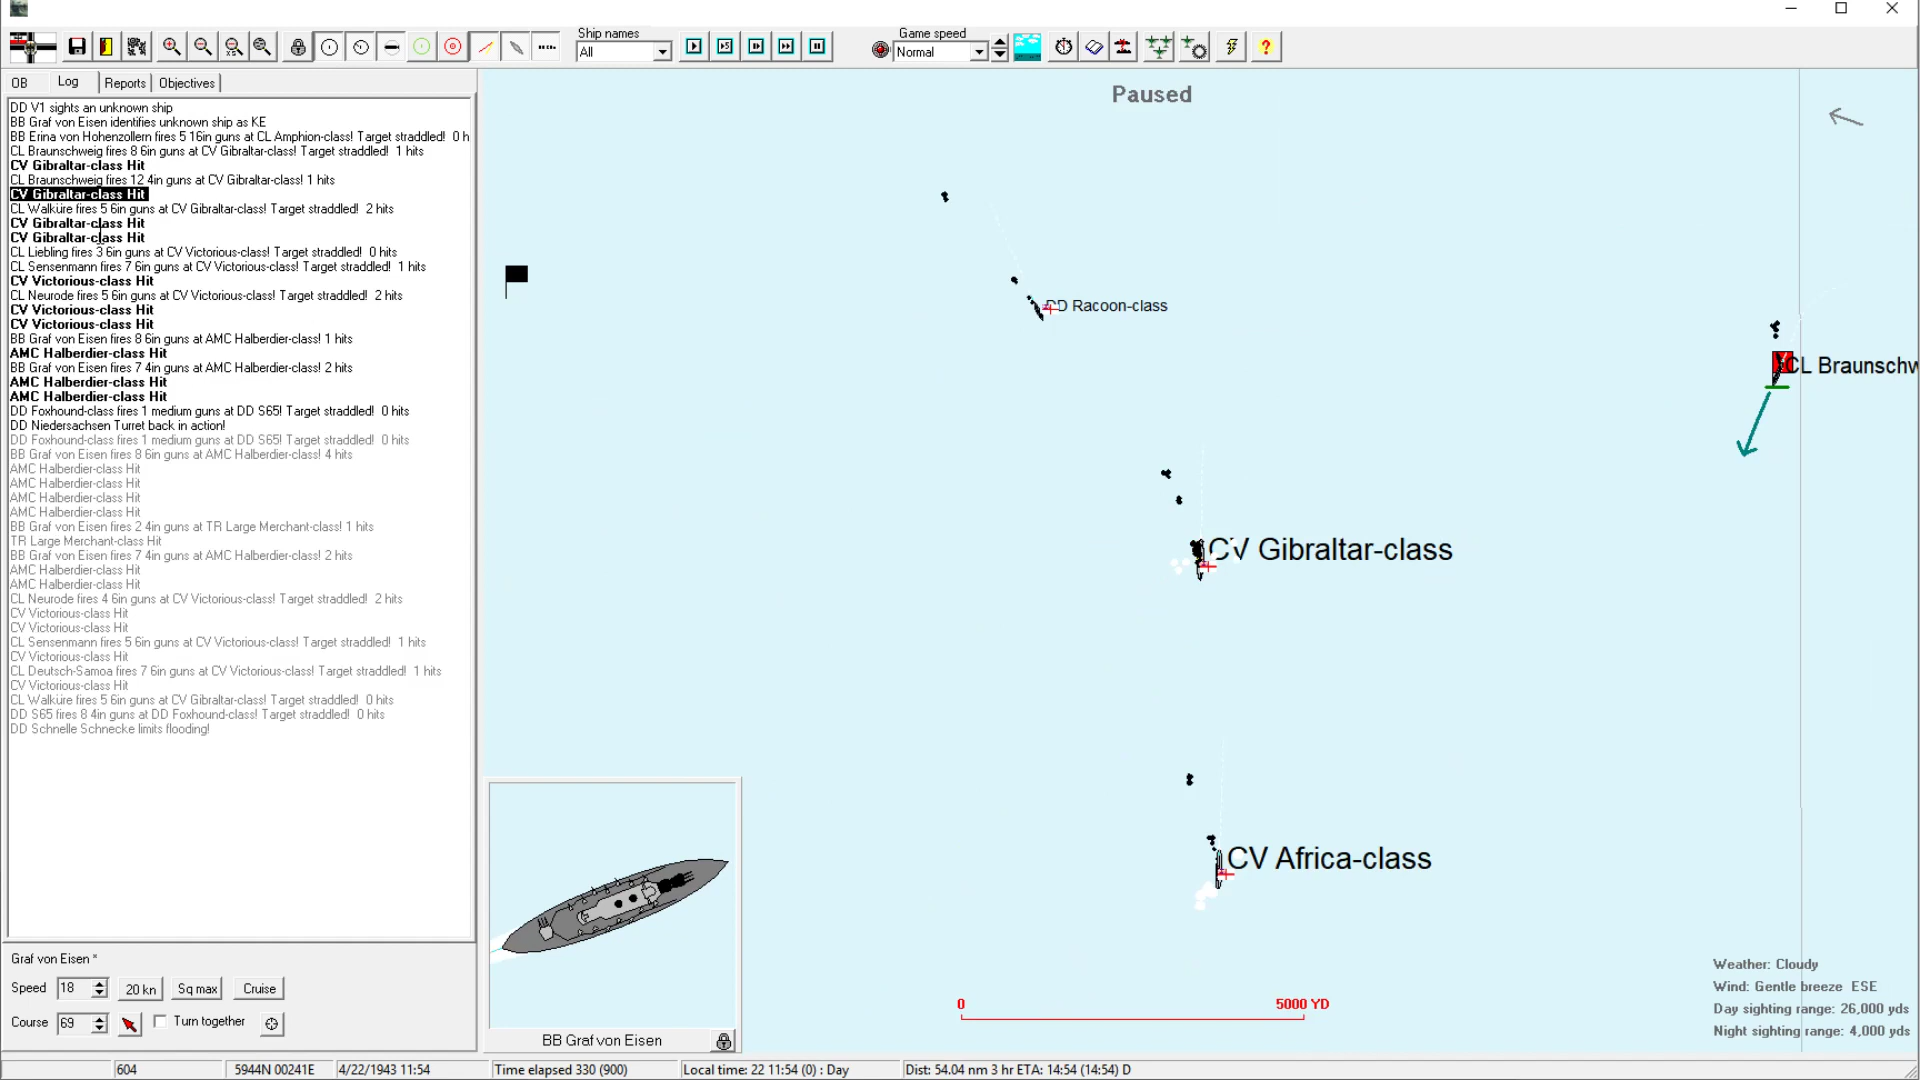 Ship names
All
Game speed
Normal
OB
Log
Reports
Objectives
DD V1 sights an unknown ship
BB Graf von Eisen identifies unknown ship as KE
BB Erina von Hohenzollern fires 5 16in guns at CL Amphion-class! Target straddled!  0 h
CL Braunschweig fires 8 6in guns at CV Gibraltar-class! Target straddled!  1 hits
CV Gibraltar-class Hit
CL Braunschweig fires 12 4in guns at CV Gibraltar-class! 1 hits
CV Gibraltar-class Hit
CL Walküre fires 5 6in guns at CV Gibraltar-class! Target straddled!  2 hits
CV Gibraltar-class Hit
CV Gibraltar-class Hit
CL Liebling fires 3 6in guns at CV Victorious-class! Target straddled!  0 hits
CL Sensenmann fires 7 6in guns at CV Victorious-class! Target straddled!  1 hits
CV Victorious-class Hit
CL Neurode fires 5 6in guns at CV Victorious-class! Target straddled!  2 hits
CV Victorious-class Hit
CV Victorious-class Hit
BB Graf von Eisen fires 8 6in guns at AMC Halberdier-class! 1 hits
AMC Halberdier-class Hit
BB Graf von Eisen fires 7 4in guns at AMC Halberdier-class! 2 hits
AMC Halberdier-class Hit
AMC Halberdier-class Hit
DD Foxhound-class fires 1 medium guns at DD S65! Target straddled!  0 hits
DD Niedersachsen Turret back in action!
DD Foxhound-class fires 1 medium guns at DD S65! Target straddled!  0 hits
BB Graf von Eisen fires 8 6in guns at AMC Halberdier-class! 4 hits
AMC Halberdier-class Hit
AMC Halberdier-class Hit
AMC Halberdier-class Hit
AMC Halberdier-class Hit
BB Graf von Eisen fires 2 4in guns at TR Large Merchant-class! 1 hits
TR Large Merchant-class Hit
BB Graf von Eisen fires 7 4in guns at AMC Halberdier-class! 2 hits
AMC Halberdier-class Hit
AMC Halberdier-class Hit
CL Neurode fires 4 6in guns at CV Victorious-class! Target straddled!  2 hits
CV Victorious-class Hit
CV Victorious-class Hit
CL Sensenmann fires 5 6in guns at CV Victorious-class! Target straddled!  1 hits
CV Victorious-class Hit
CL Deutsch-Samoa fires 7 6in guns at CV Victorious-class! Target straddled!  1 hits
CV Victorious-class Hit
CL Walküre fires 5 6in guns at CV Gibraltar-class! Target straddled!  0 hits
DD S65 fires 8 4in guns at DD Foxhound-class! Target straddled!  0 hits
DD Schnelle Schnecke limits flooding!
Paused
DD Racoon-class
CL Braunschw
CV Gibraltar-class
CV Africa-class
0 5000 YD
Weather: Cloudy
Wind: Gentle breeze  ESE
Day sighting range: 26,000 yds
Night sighting range: 4,000 yds
Graf von Eisen *
Speed 18 20 kn Sq max Cruise
Course 69 Turn together
BB Graf von Eisen
604 5944N 00241E 4/22/1943 11:54 Time elapsed 330 (900) Local time: 22 11:54 (0) : Day Dist: 54.04 nm 3 hr ETA: 14:54 (14:54) D